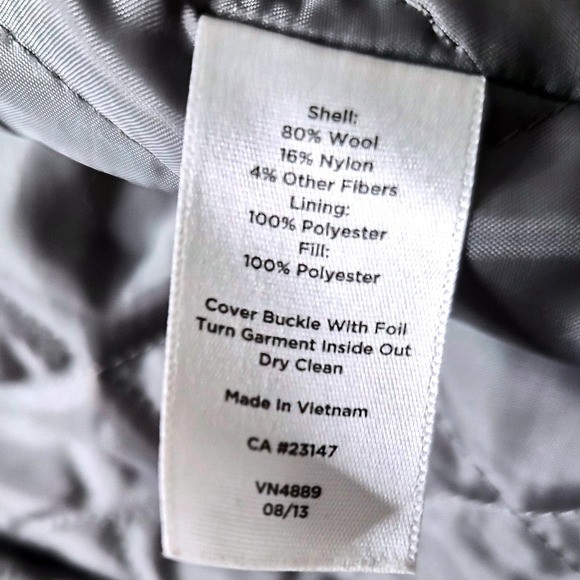 Shell:
80% Wool
16% Nylon
4% Other Fibers
Lining:
100% Polyester
Fill:
100% Polyester
Cover Buckle With Foil
Turn Garment Inside Out
Dry Clean
Made In Vietnam
CA #23147
VN4889
08/13